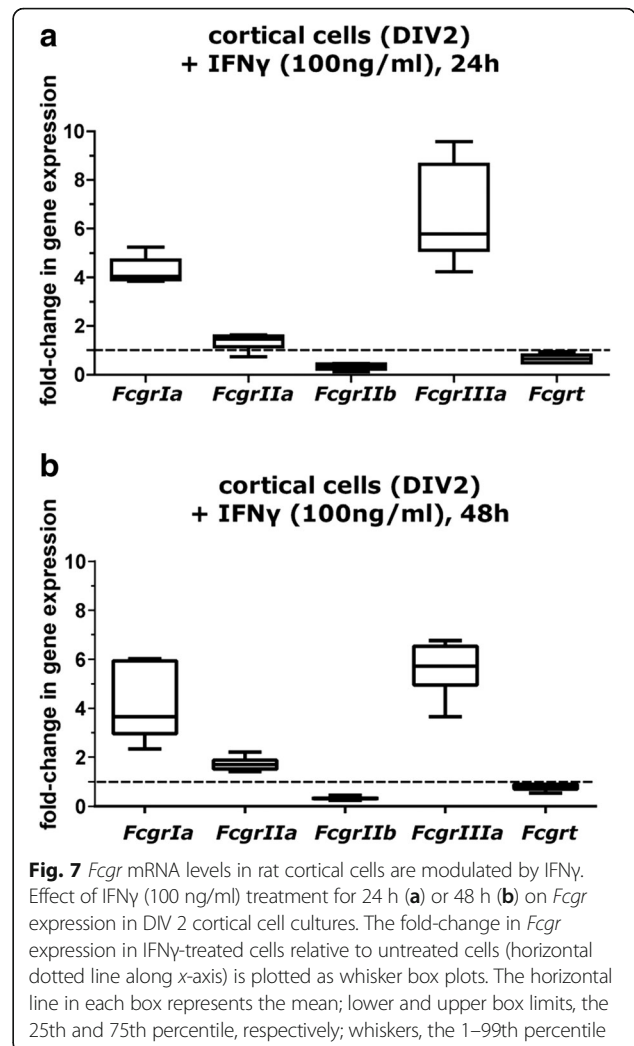 a
cortical cells (DIV2)
+ IFNγ (100ng/ml), 24h
fold-change in gene expression
10
8
6
4
2
0
FcgrIa FcgrIIa FcgrIIb FcgrIIIa Fcgrt
b
cortical cells (DIV2)
+ IFNγ (100ng/ml), 48h
fold-change in gene expression
10
8
6
4
2
0
FcgrIa FcgrIIa FcgrIIb FcgrIIIa Fcgrt
Fig. 7 Fcgr mRNA levels in rat cortical cells are modulated by IFNγ.
Effect of IFNγ (100 ng/ml) treatment for 24 h (a) or 48 h (b) on Fcgr
expression in DIV 2 cortical cell cultures. The fold-change in Fcgr
expression in IFNγ-treated cells relative to untreated cells (horizontal
dotted line along x-axis) is plotted as whisker box plots. The horizontal
line in each box represents the mean; lower and upper box limits, the
25th and 75th percentile, respectively; whiskers, the 1–99th percentile